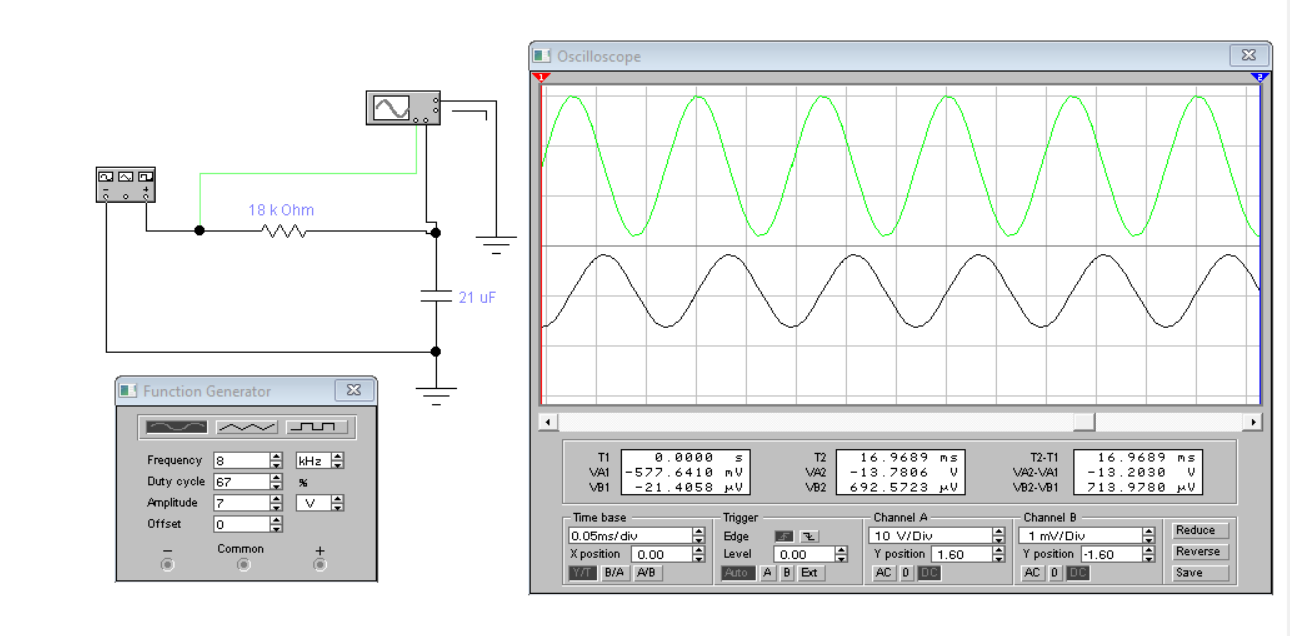 Oscilloscope
1
2
18 k Ohm
21 uF
- +
Function Generator
Frequency 8 kHz
Duty cycle 67 %
Amplitude 7 V
Offset 0
- Common +
T1 0.0000 s
VA1 -577.6410 mV
VB1 -21.4058 µV
T2 16.9689 ms
VA2 -13.7806 V
VB2 692.5723 µV
T2-T1 16.9689 ms
VA2-VA1 -13.2030 V
VB2-VB1 713.9780 µV
Time base
0.05ms/div
X position 0.00
Y/T B/A A/B
Trigger
Edge
Level 0.00
Auto A B Ext
Channel A
10 V/Div
Y position 1.60
AC 0 DC
Channel B
1 mV/Div
Y position -1.60
AC 0 DC
Reduce
Reverse
Save